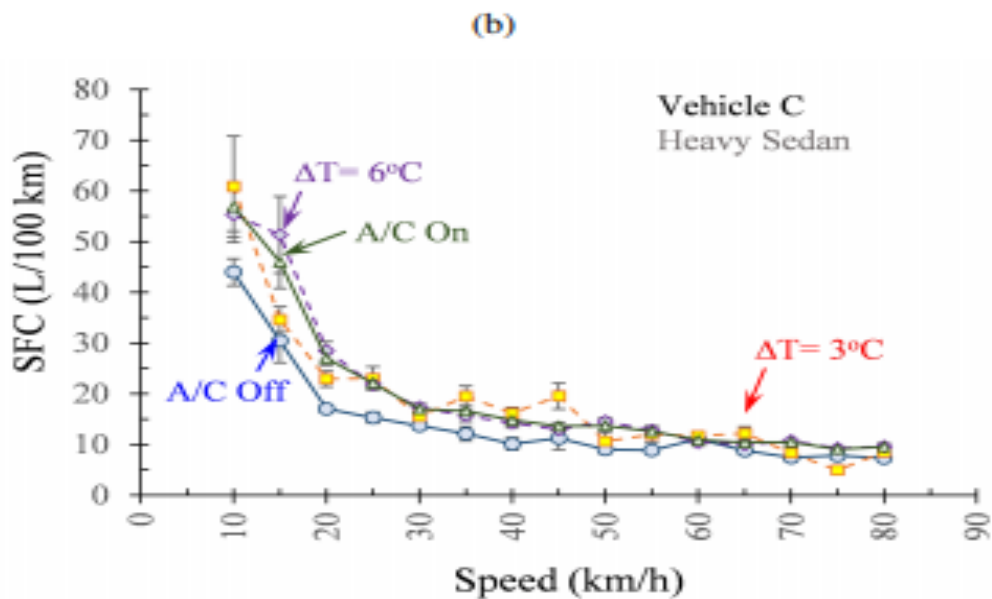 (b)
80
70
60
50
40
30
20
10
0
SFC (L/100 km)
Vehicle C
Heavy Sedan
ΔT= 6°C
A/C On
ΔT= 3°C
A/C Off
0 10 20 30 40 50 60 70 80 90
Speed (km/h)